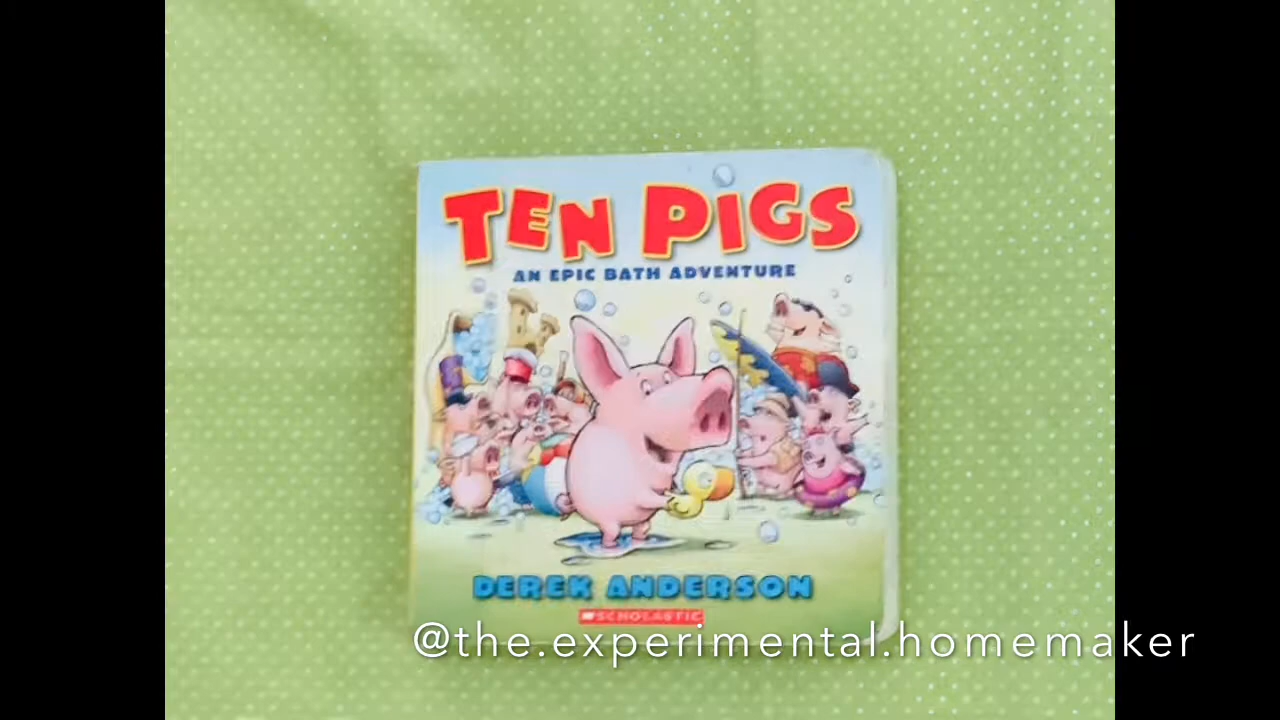 TEN PIGS
AN EPIC BATH ADVENTURE
DEREK ANDERSON
SCHOLASTIC
@the.experimental.homemaker